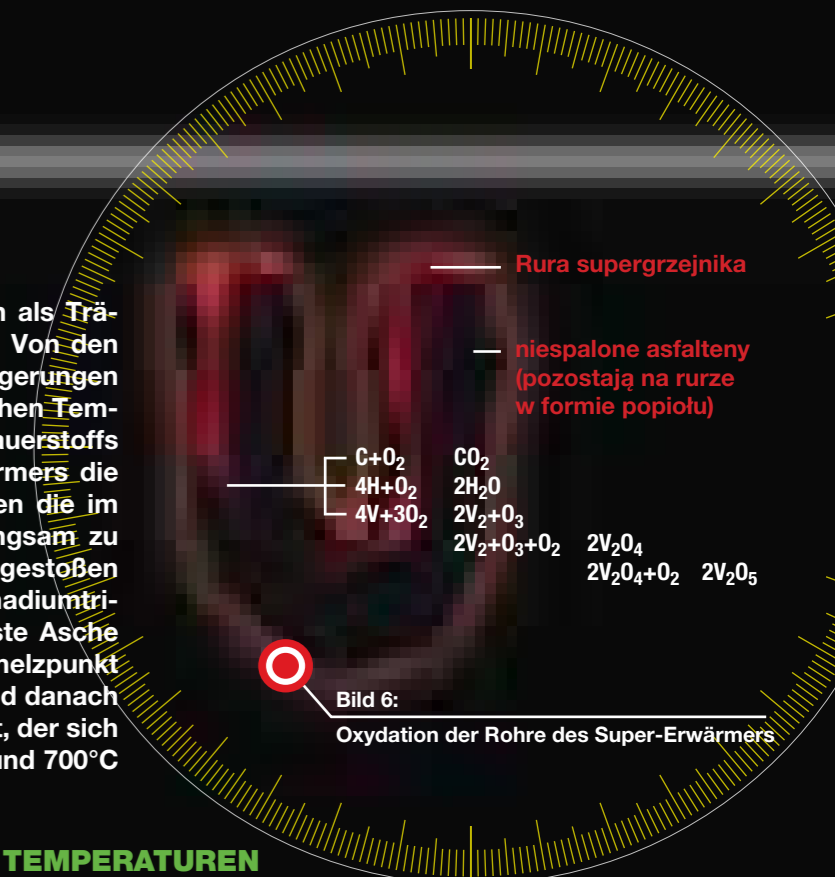 n als Trä-
Von den
gerungen
chen Tem-
auerstoffs
rmers die
en die im
ngsam zu
gestoßen
nadiumtri-
ste Asche
nelzpunkt
d danach
t, der sich
und 700°C
TEMPERATUREN
Rura supergrzejnika
niespalone asfalteny
(pozostają na rurze
w formie popiołu)
C+O₂ CO₂
4H+O₂ 2H₂O
4V+3O₂ 2V₂+O₃
2V₂+O₃+O₂ 2V₂O₄
2V₂O₄+O₂ 2V₂O₅
Bild 6:
Oxydation der Rohre des Super-Erwärmers